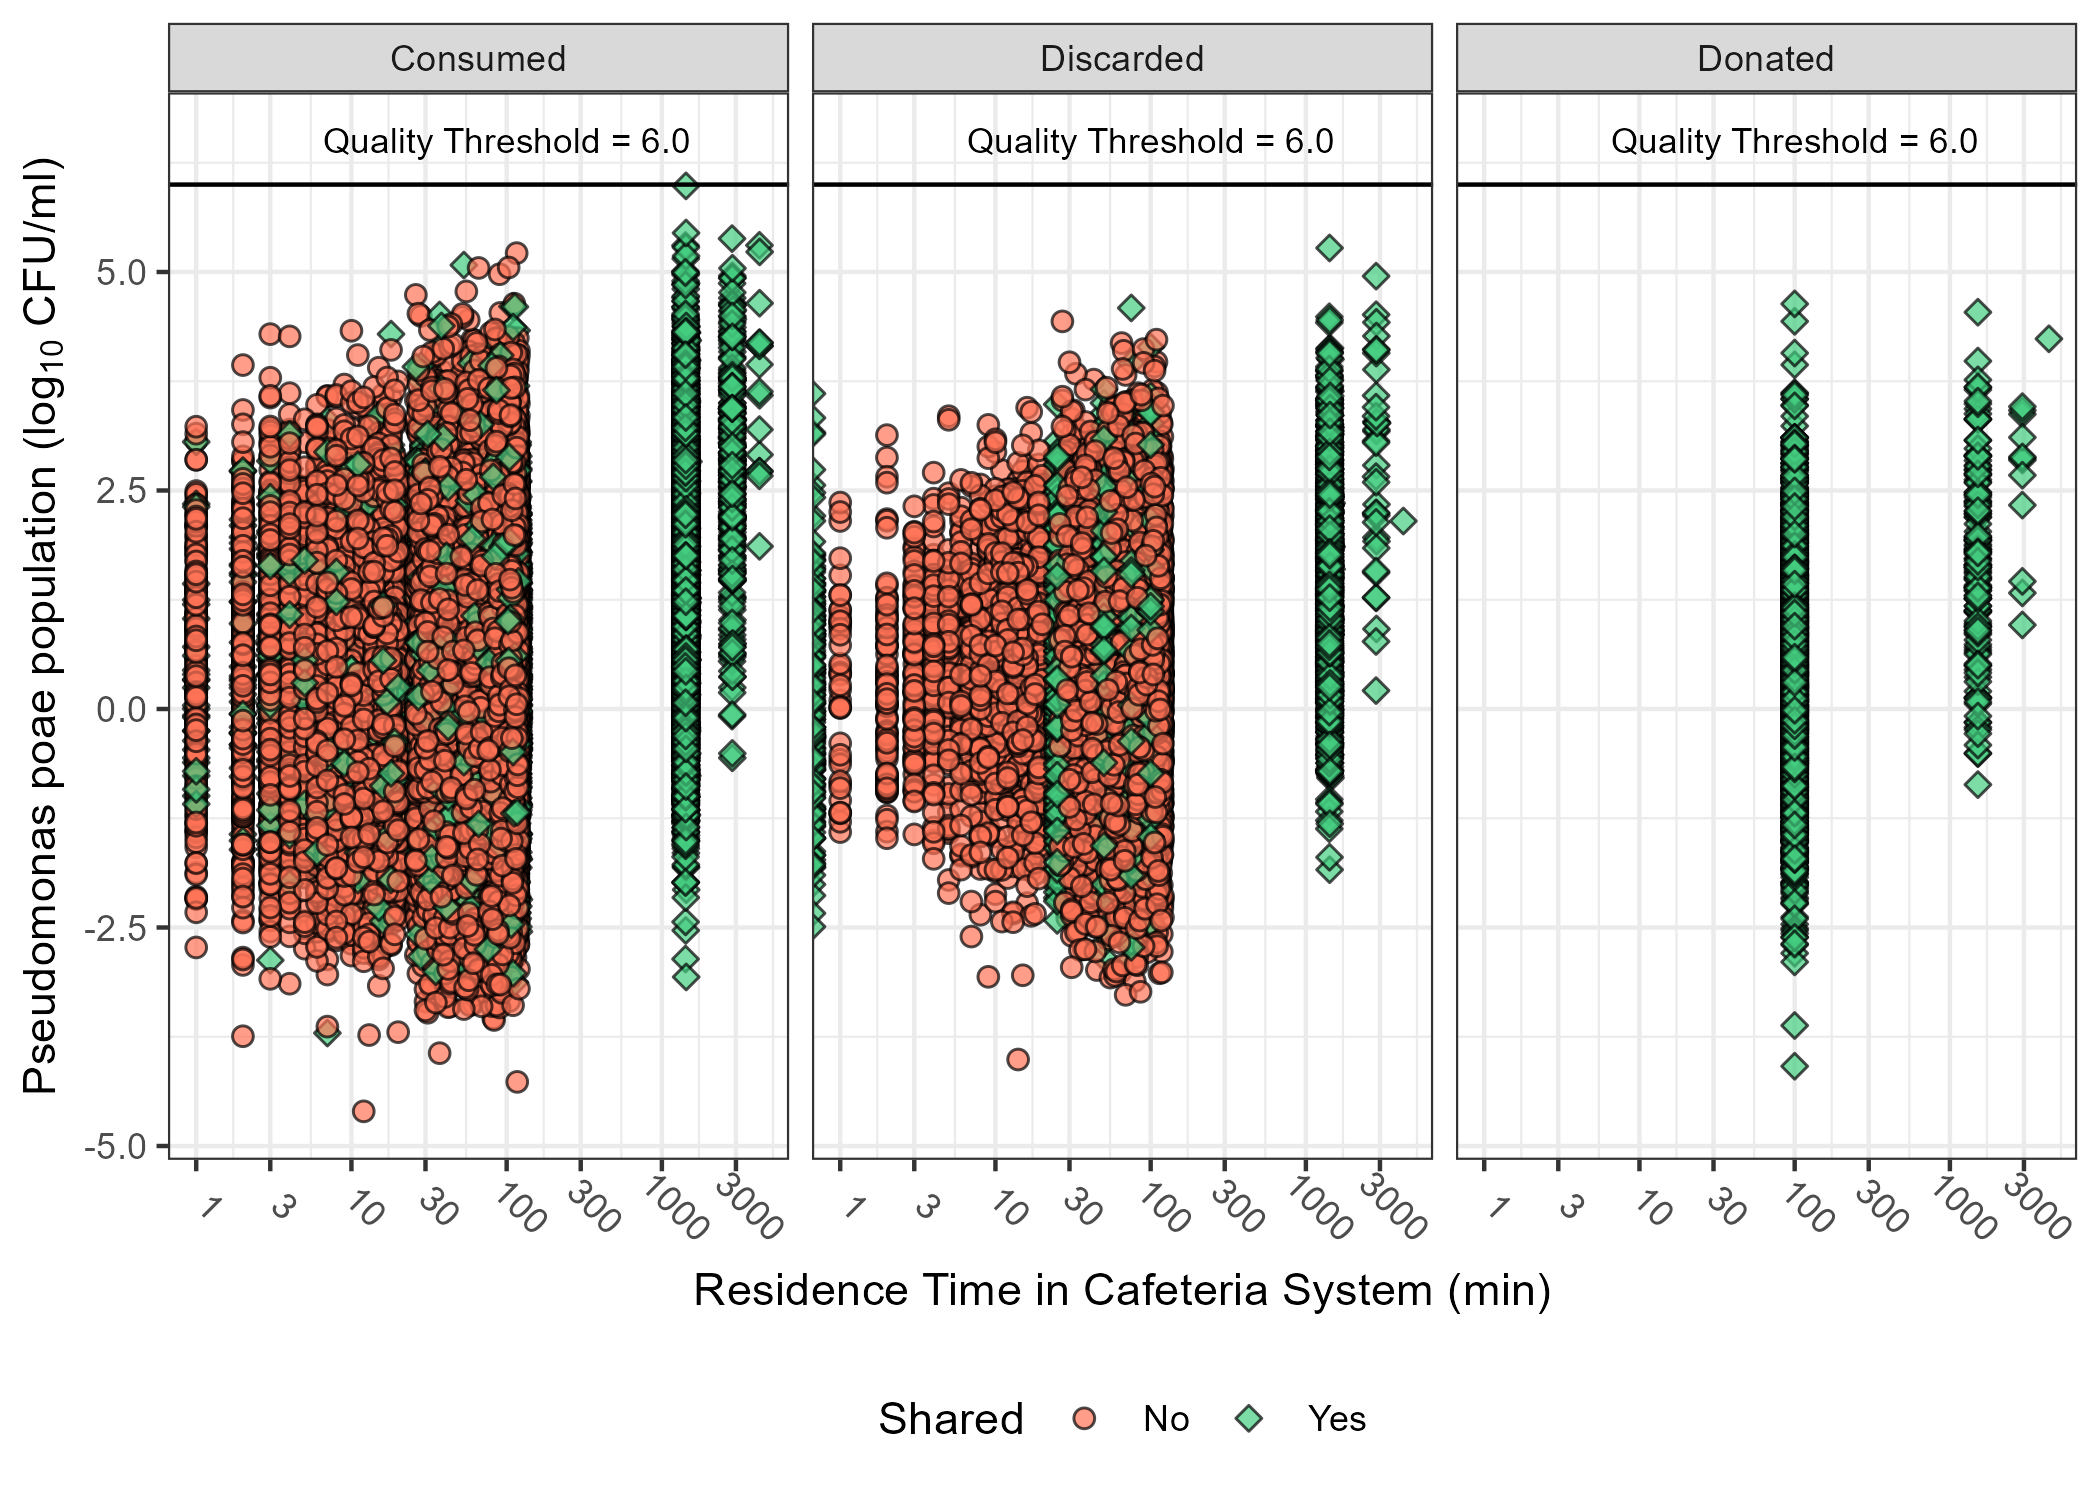 Consumed Discarded Donated
Quality Threshold = 6.0 Quality Threshold = 6.0 Quality Threshold = 6.0
Pseudomonas poae population (log10 CFU/ml)
5.0
2.5
0.0
-2.5
-5.0
1 3 10 30 100 300 1000 3000 1 3 10 30 100 300 1000 3000 1 3 10 30 100 300 1000 3000
Residence Time in Cafeteria System (min)
Shared No Yes